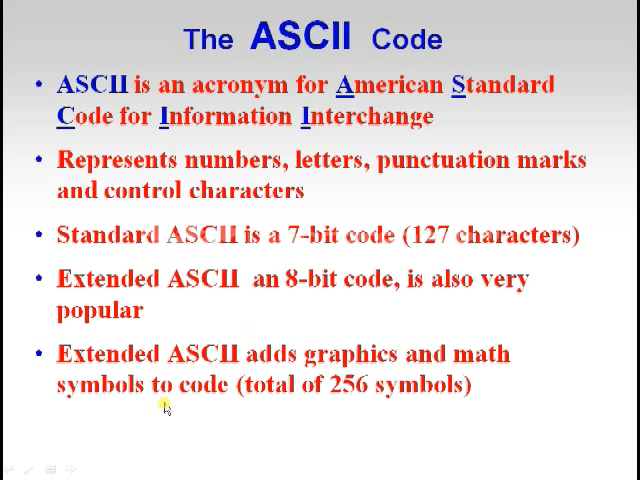 The ASCII Code
ASCII is an acronym for American Standard
Code for Information Interchange
Represents numbers, letters, punctuation marks
and control characters
Standard ASCII is a 7-bit code (127 characters)
Extended ASCII an 8-bit code, is also very
popular
Extended ASCII adds graphics and math
symbols to code (total of 256 symbols)